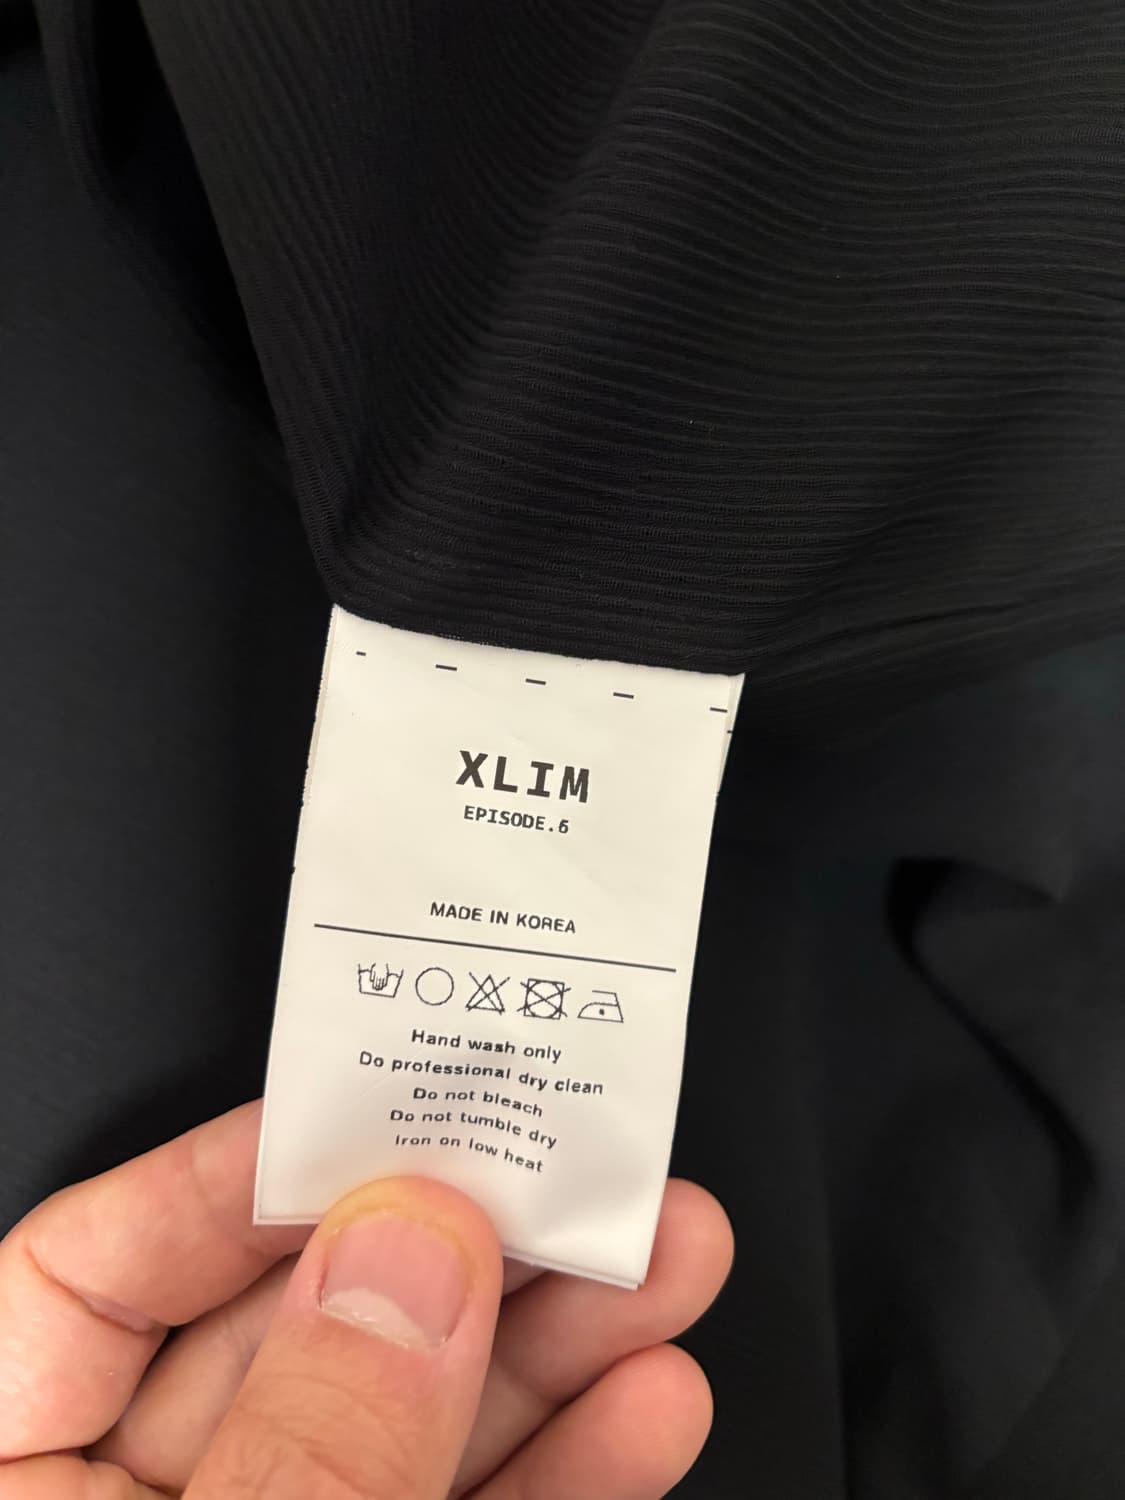 XLIM
EPISODE.6
MADE IN KOREA
Hand wash only
Do professional dry clean
Do not bleach
Do not tumble dry
Iron on low heat